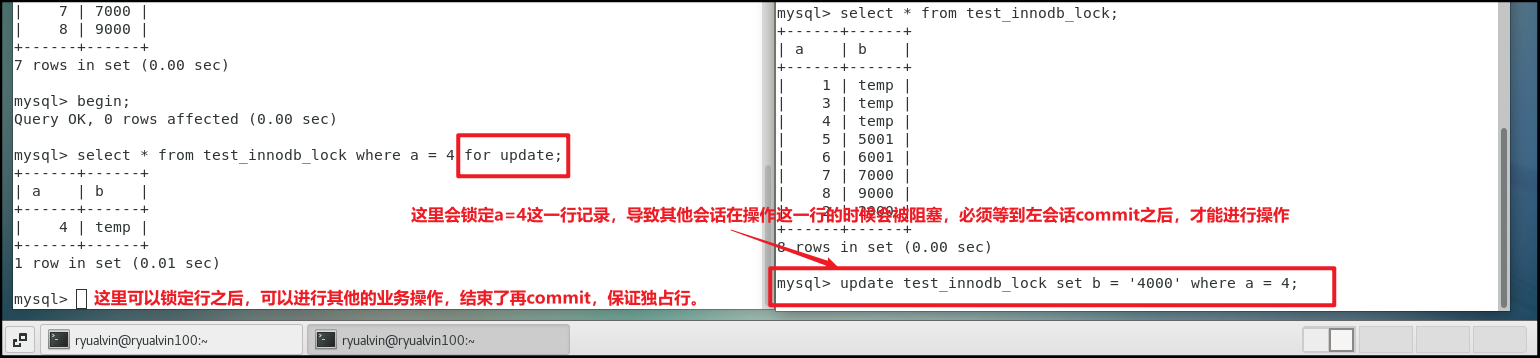 |    7 | 7000 |
|    8 | 9000 |
+------+------+
7 rows in set (0.00 sec)
mysql> begin;
Query OK, 0 rows affected (0.00 sec)
mysql> select * from test_innodb_lock where a = 4 for update;
+------+------+
| a    | b    |
+------+------+
|    4 | temp |
+------+------+
1 row in set (0.01 sec)
mysql>
这里可以锁定行之后，可以进行其他的业务操作，结束了再commit，保证独占行。
mysql> select * from test_innodb_lock;
+------+------+
| a    | b    |
+------+------+
|    1 | temp |
|    3 | temp |
|    4 | temp |
|    5 | 5001 |
|    6 | 6001 |
|    7 | 7000 |
|    8 | 9000 |
这里会锁定a=4这一行记录，导致其他会话在操作这一行的时候会被阻塞，必须等到左会话commit之后，才能进行操作
+------+------+
8 rows in set (0.00 sec)
mysql> update test_innodb_lock set b = '4000' where a = 4;
ryualvin@ryualvin100:~
ryualvin@ryualvin100:~